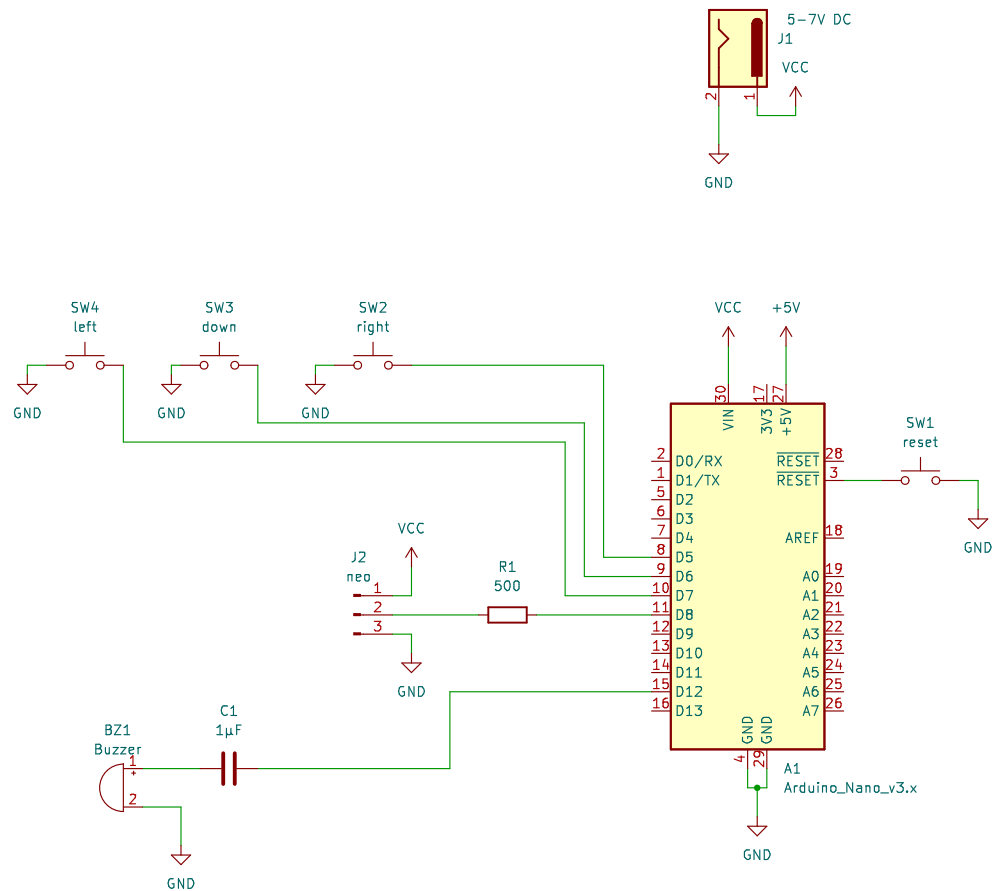 5-7V DC
J1
VCC
2
1
GND
SW4
left
SW3
down
SW2
right
GND
GND
GND
VCC
+5V
30
17
27
VIN
3V3
+5V
SW1
reset
2 D0/RX
1 D1/TX
5 D2
6 D3
7 D4
8 D5
9 D6
10 D7
11 D8
12 D9
13 D10
14 D11
15 D12
16 D13
RESET 28
RESET 3
AREF 18
A0 19
A1 20
A2 21
A3 22
A4 23
A5 24
A6 25
A7 26
GND
VCC
J2
neo
1
2
3
R1
500
GND
C1
1µF
BZ1
Buzzer
1
+
2
GND
GND
GND
4
29
A1
Arduino_Nano_v3.x
GND